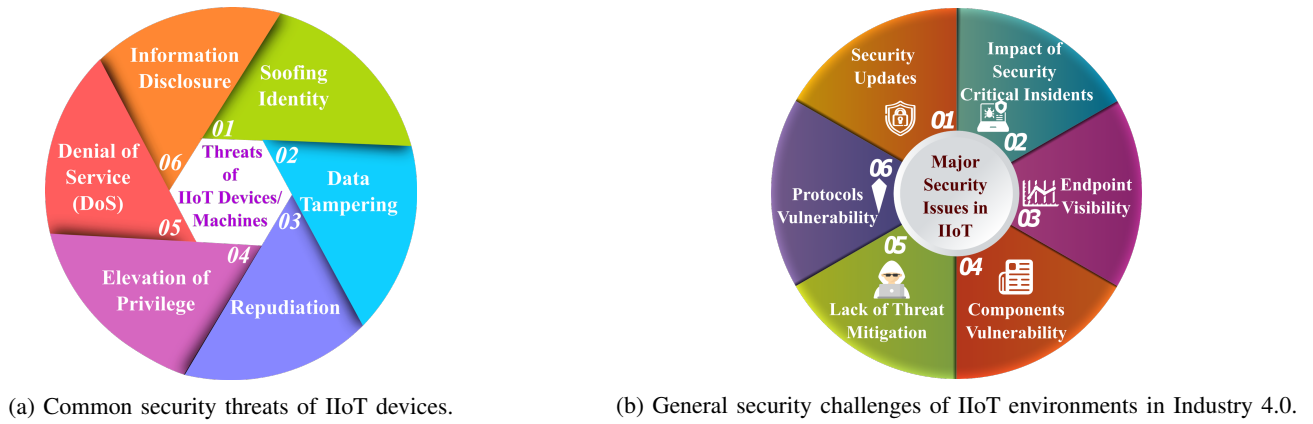 Information
Disclosure
Soofing
Identity
01
Threats
of
IIoT Devices/
Machines
02
Data
Tampering
03
Repudiation
04
Elevation of
Privilege
05
Denial of
Service
(DoS)
06
(a) Common security threats of IIoT devices.
Security
Updates
01
Impact of
Security
Critical Insidents
02
Major
Security
Issues in
IIoT
Endpoint
Visibility
03
04
Components
Vulnerability
05
Lack of Threat
Mitigation
06
Protocols
Vulnerability
(b) General security challenges of IIoT environments in Industry 4.0.